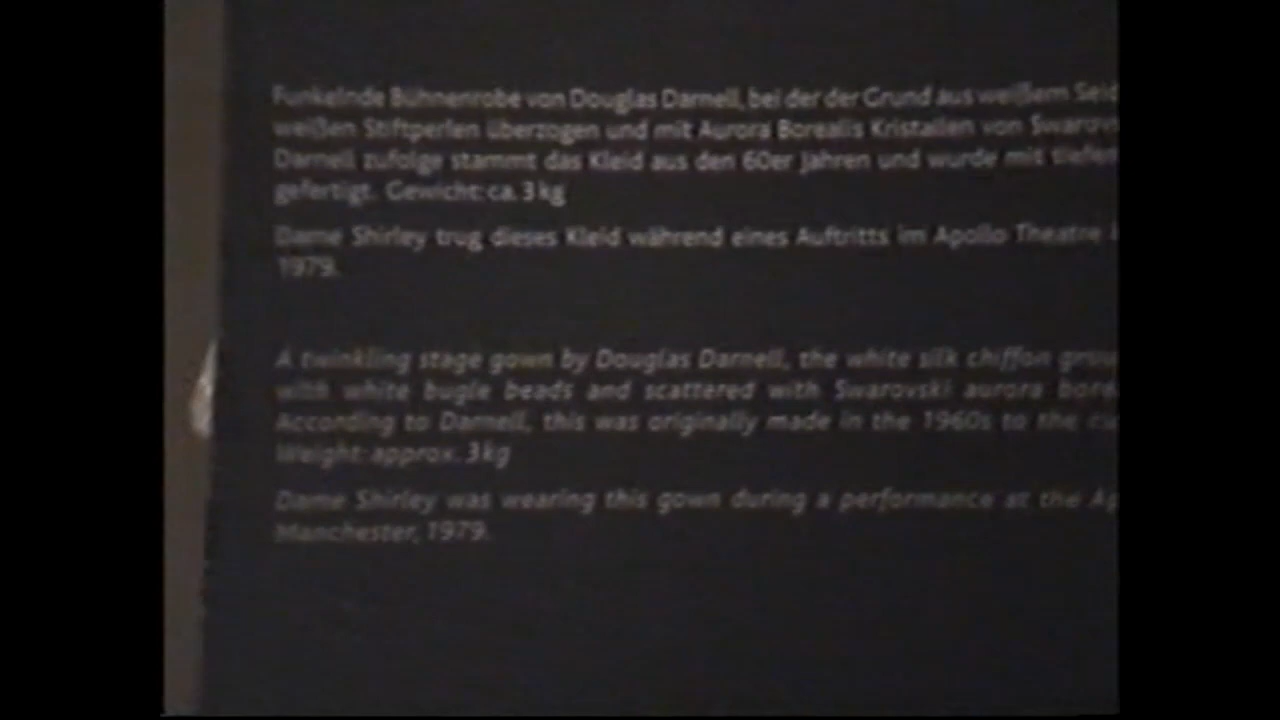 Funkelnde Bühnenrobe von Douglas Darnell, bei der der Grund aus weißem
weißen Stiftperlen überzogen und mit Aurora Borealis Kristallen von
Darnell zufolge stammt das Kleid aus den 60er Jahren und wurde mit
gefertigt. Gewicht: ca. 3 kg
Dame Shirley trug dieses Kleid während eines Auftritts im Apollo Theatre
1979.
A twinkling stage gown by Douglas Darnell, the white silk chiffon
with white bugle beads and scattered with Swarovski aurora
According to Darnell, this was originally made in the 1960s to the
Weight: approx. 3 kg
Dame Shirley was wearing this gown during a performance at the
Manchester, 1979.